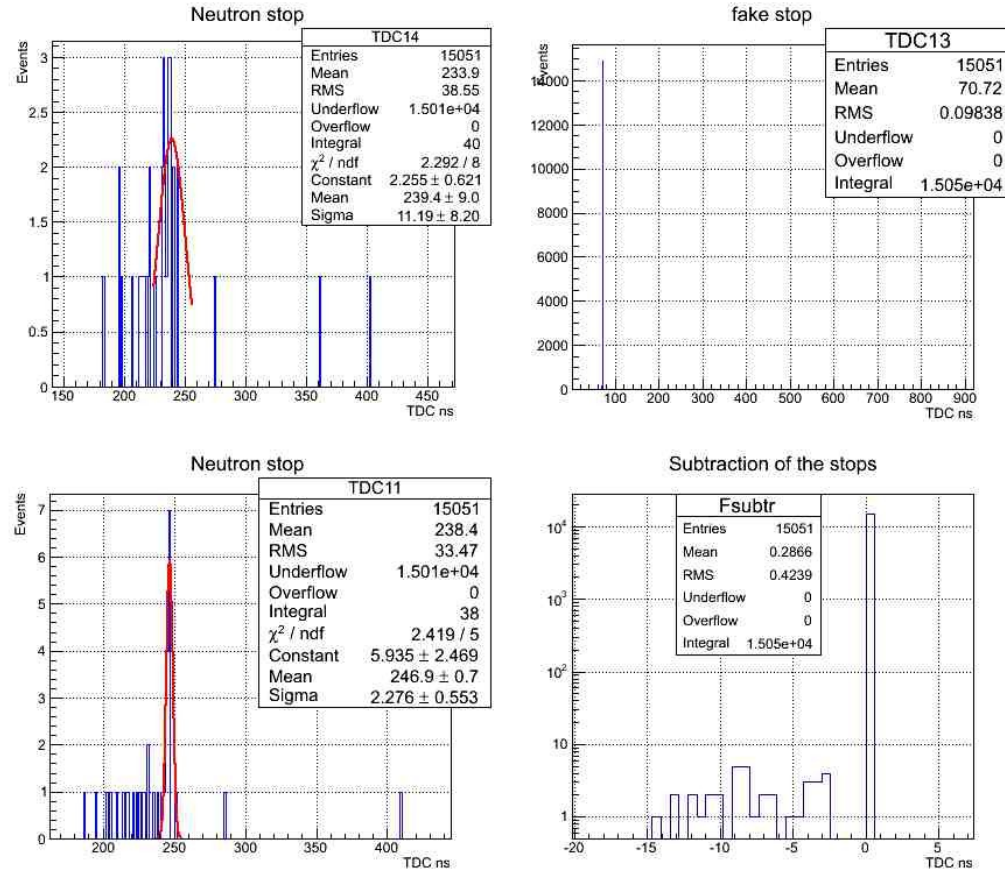 Neutron stop
TDC14
Entries 15051
Mean 233.9
RMS 38.55
Underflow 1.501e+04
Overflow 0
Integral 40
χ² / ndf 2.292 / 8
Constant 2.255 ± 0.621
Mean 239.4 ± 9.0
Sigma 11.19 ± 8.20
Events
3
2.5
2
1.5
1
0.5
0
150 200 250 300 350 400 450
TDC ns
fake stop
TDC13
Entries 15051
Mean 70.72
RMS 0.09838
Underflow 0
Overflow 0
Integral 1.505e+04
Events
14000
12000
10000
8000
6000
4000
2000
0
100 200 300 400 500 600 700 800 900
TDC ns
Neutron stop
TDC11
Entries 15051
Mean 238.4
RMS 33.47
Underflow 1.501e+04
Overflow 0
Integral 38
χ² / ndf 2.419 / 5
Constant 5.935 ± 2.469
Mean 246.9 ± 0.7
Sigma 2.276 ± 0.553
Events
7
6
5
4
3
2
1
0
200 250 300 350 400
TDC ns
Subtraction of the stops
Fsubtr
Entries 15051
Mean 0.2866
RMS 0.4239
Underflow 0
Overflow 0
Integral 1.505e+04
10⁴
10³
10²
10
1
-20 -15 -10 -5 0 5
TDC ns